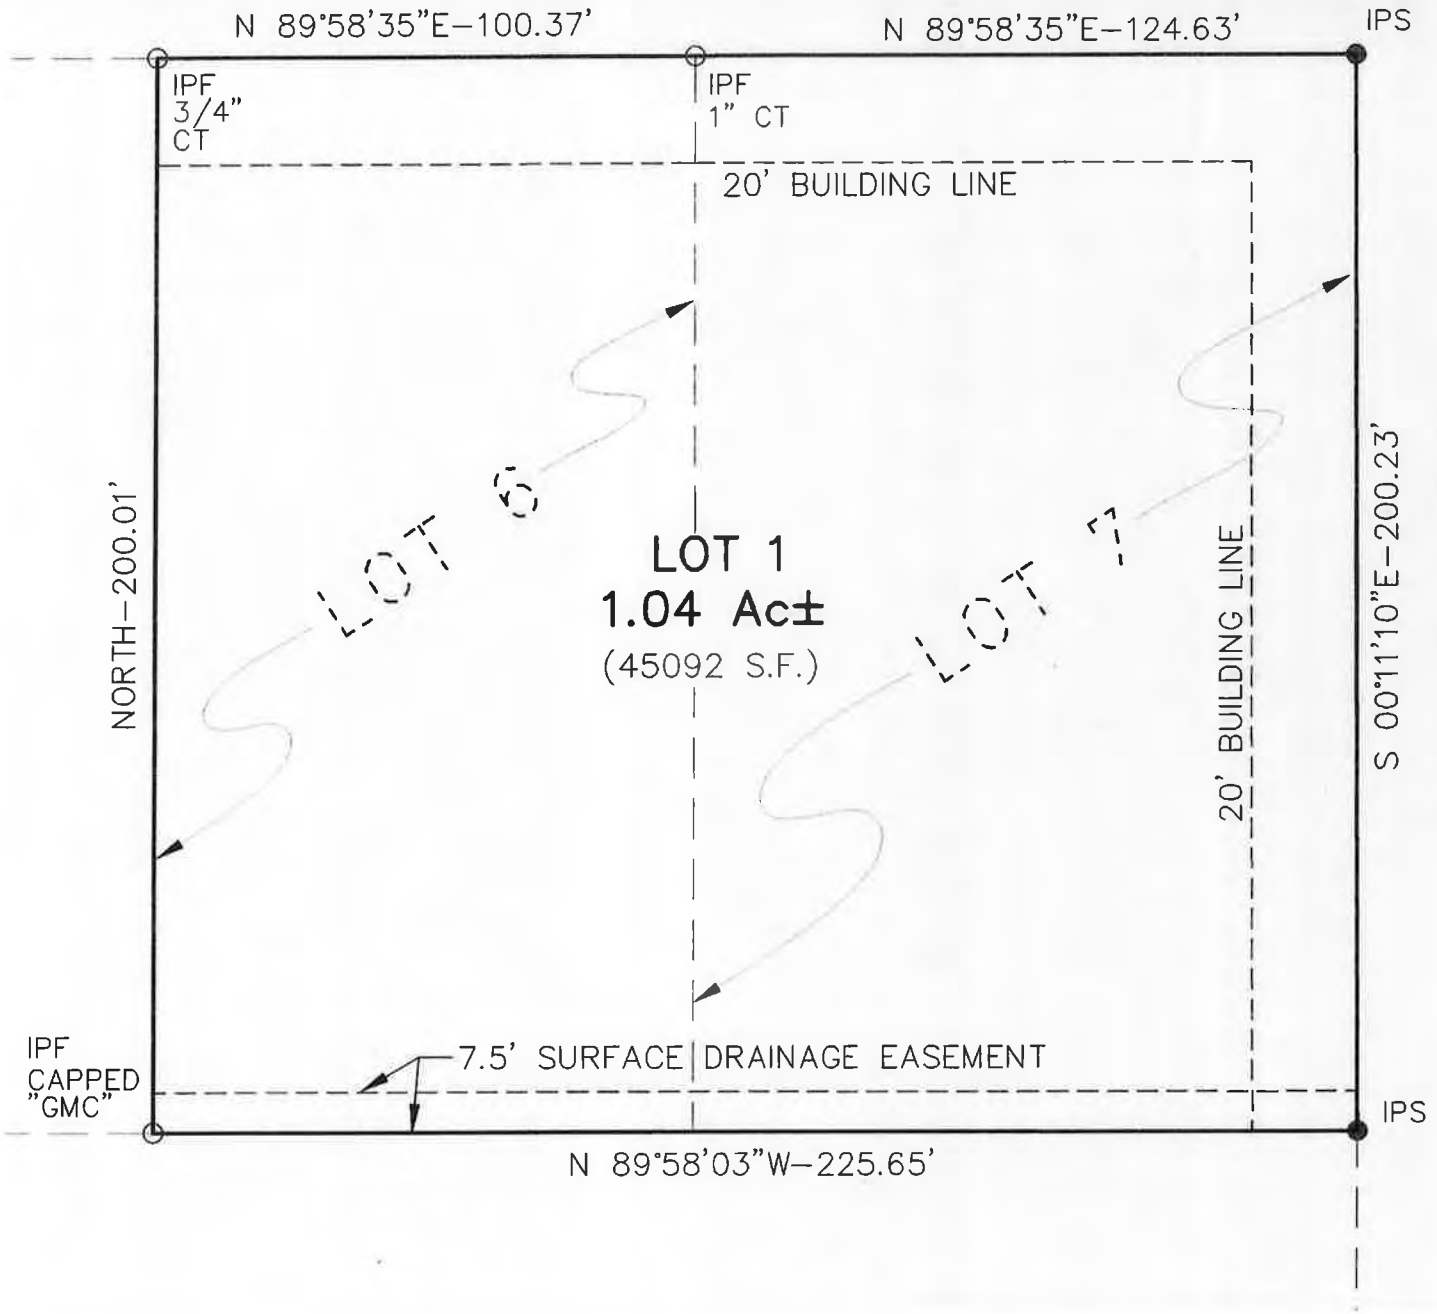 N 89°58'35"E-100.37'
N 89°58'35"E-124.63'
IPS
IPF
3/4"
CT
IPF
1" CT
20' BUILDING LINE
LOT 6
LOT 7
NORTH-200.01'
LOT 1
1.04 Ac±
(45092 S.F.)
20' BUILDING LINE
S 00°11'10"E-200.23'
7.5' SURFACE DRAINAGE EASEMENT
IPF
CAPPED
"GMC"
IPS
N 89°58'03"W-225.65'